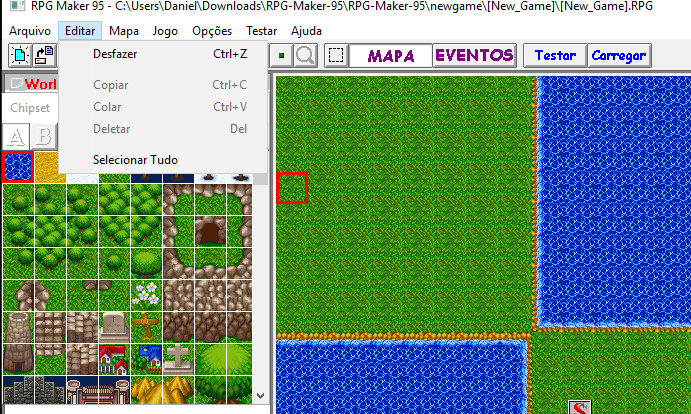 RPG Maker 95 - C:\Users\Daniel\Downloads\RPG-Maker-95\RPG-Maker-95\newgame\[New_Game]\[New_Game].RPG
Arquivo Editar Mapa Jogo Opções Testar Ajuda
Desfazer Ctrl+Z
MAPA EVENTOS Testar Carregar
Worl
Copiar Ctrl+C
Chipset
Colar Ctrl+V
A B
Deletar Del
Selecionar Tudo
S